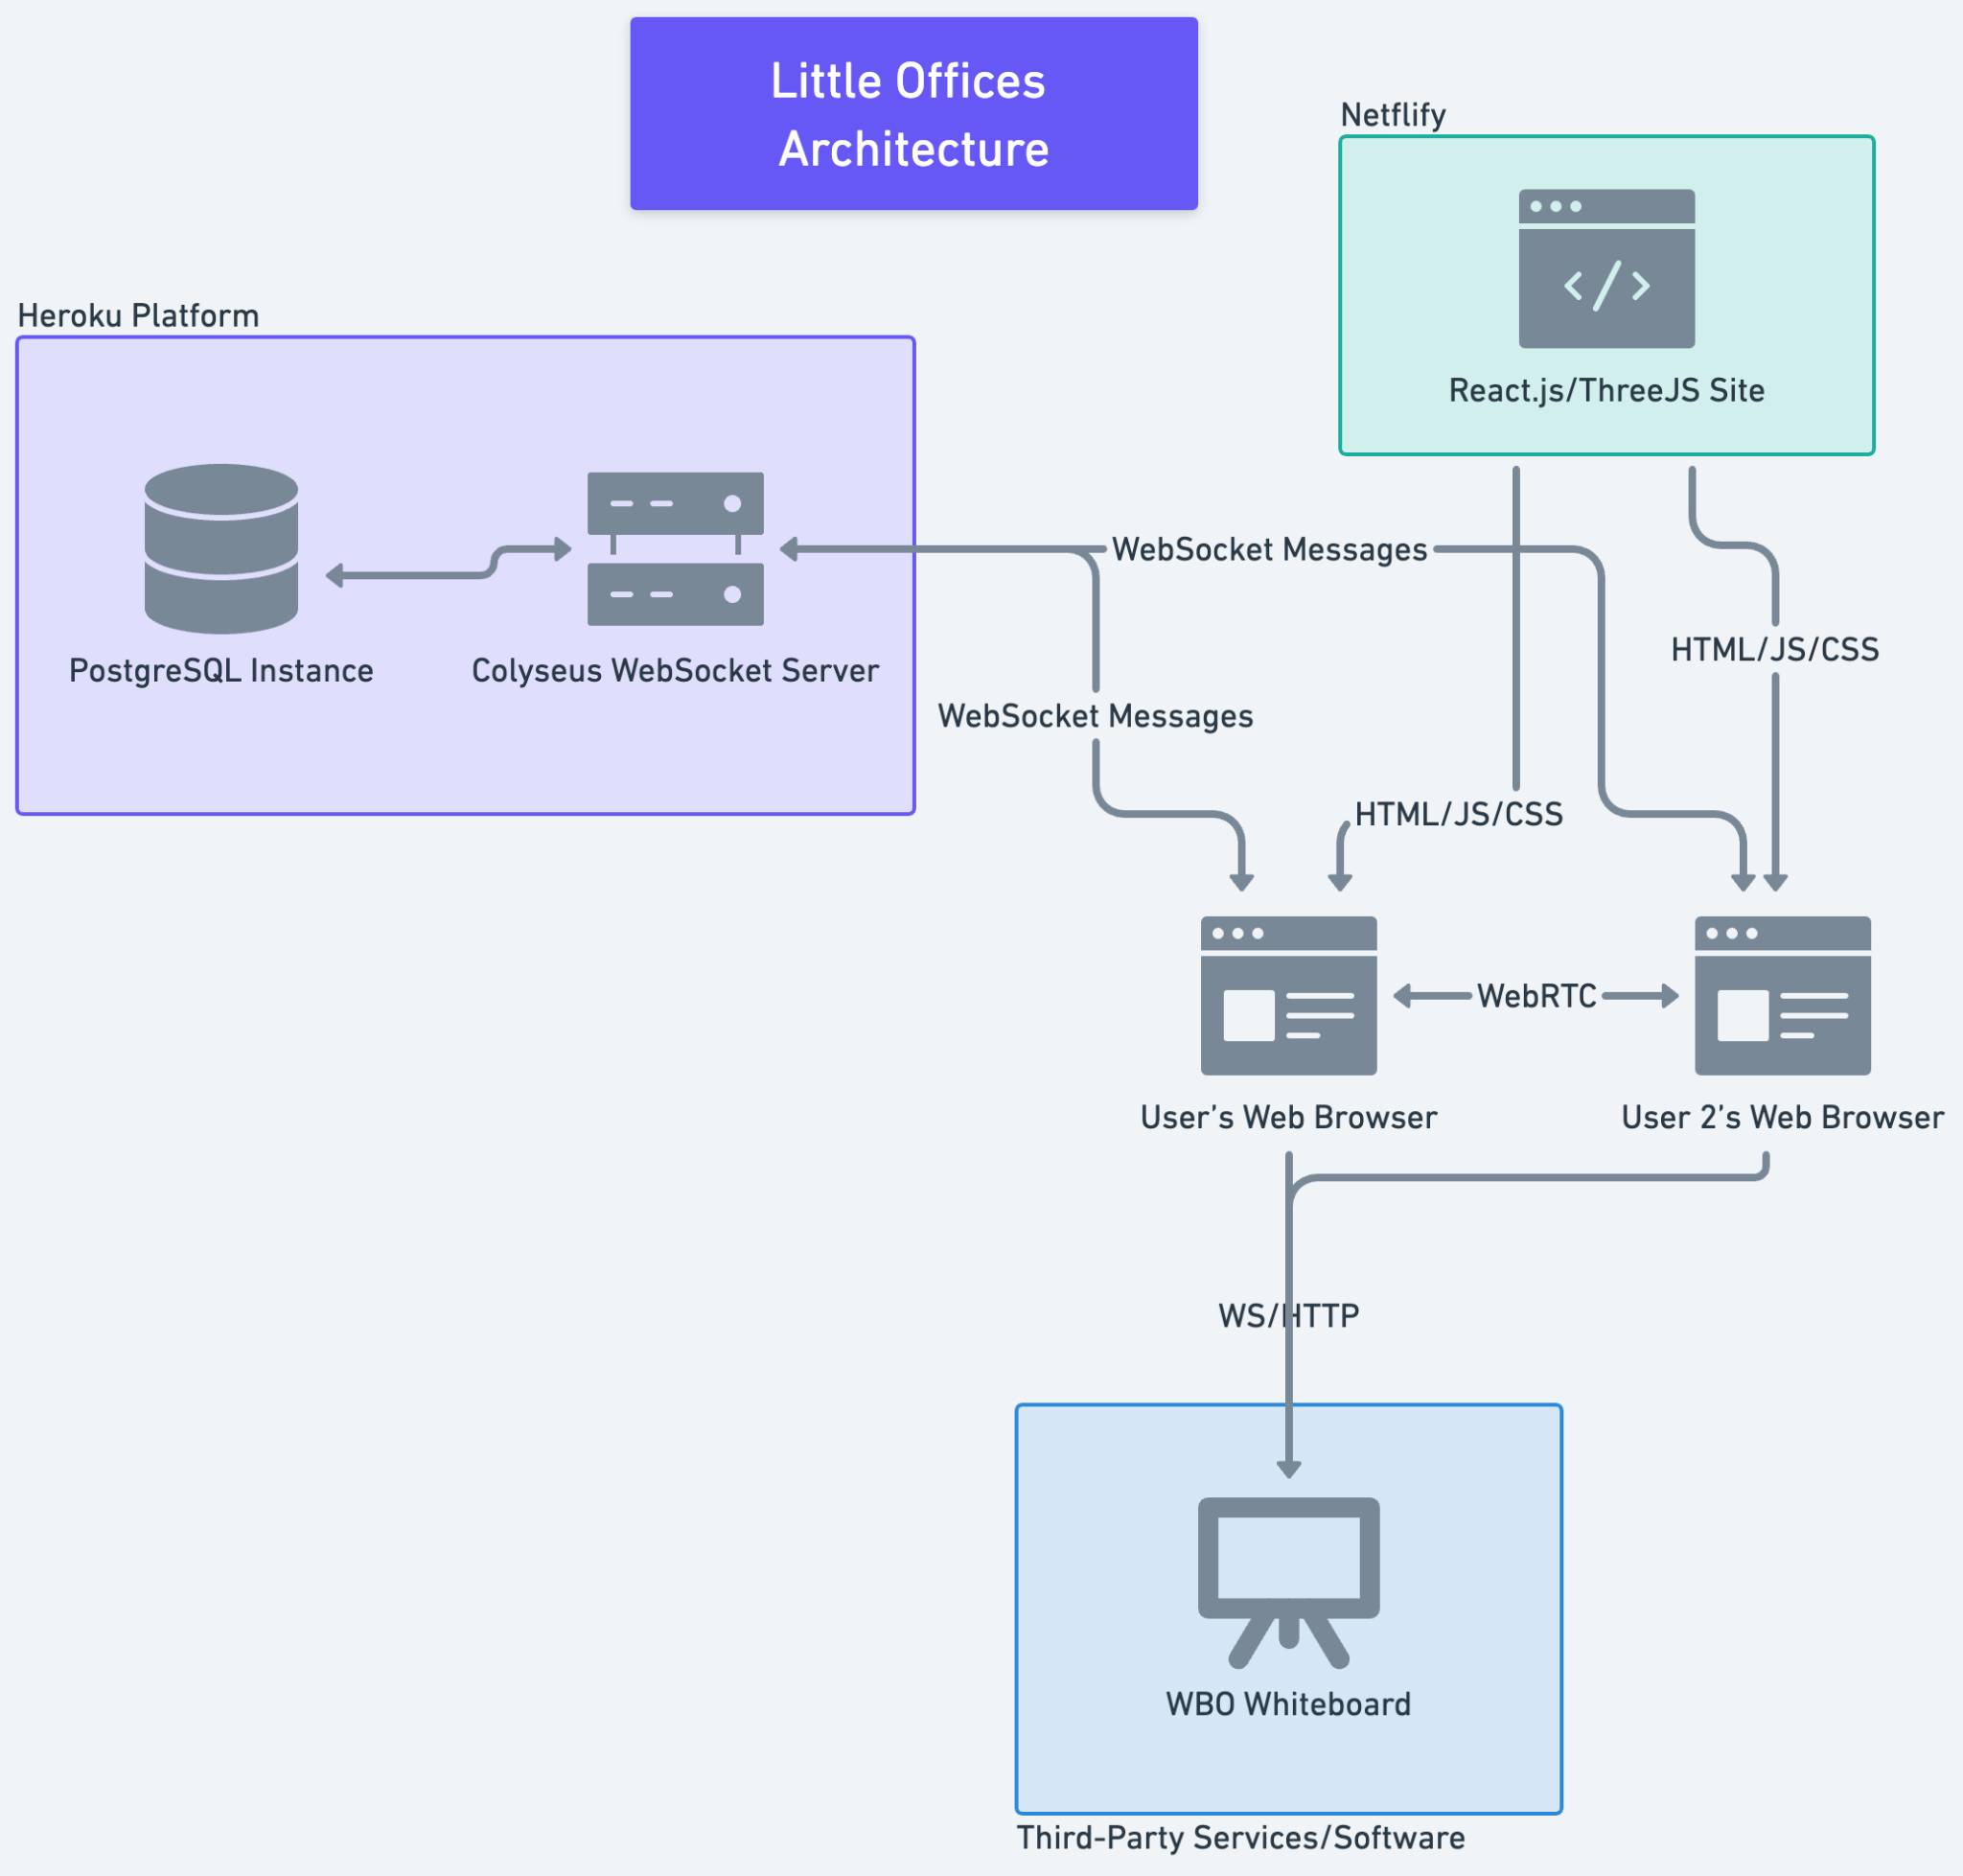 Little Offices
Architecture
Netflify
React.js/ThreeJS Site
Heroku Platform
PostgreSQL Instance
Colyseus WebSocket Server
WebSocket Messages
HTML/JS/CSS
WebSocket Messages
HTML/JS/CSS
WebRTC
User’s Web Browser
User 2’s Web Browser
WS/HTTP
WBO Whiteboard
Third-Party Services/Software